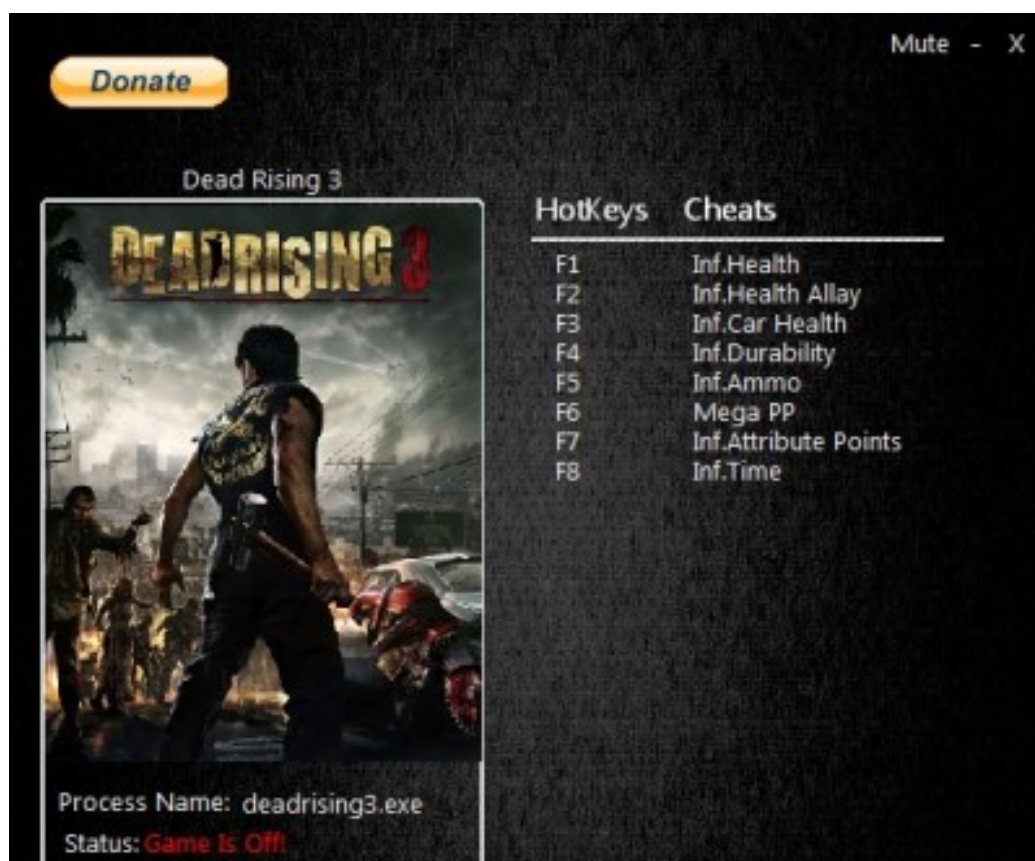 Mute - X
Donate
Dead Rising 3
DEADRISING 3
HotKeys Cheats
F1 Inf.Health
F2 Inf.Health Allay
F3 Inf.Car Health
F4 Inf.Durability
F5 Inf.Ammo
F6 Mega PP
F7 Inf.Attribute Points
F8 Inf.Time
Process Name: deadrising3.exe
Status: Game Is Off!